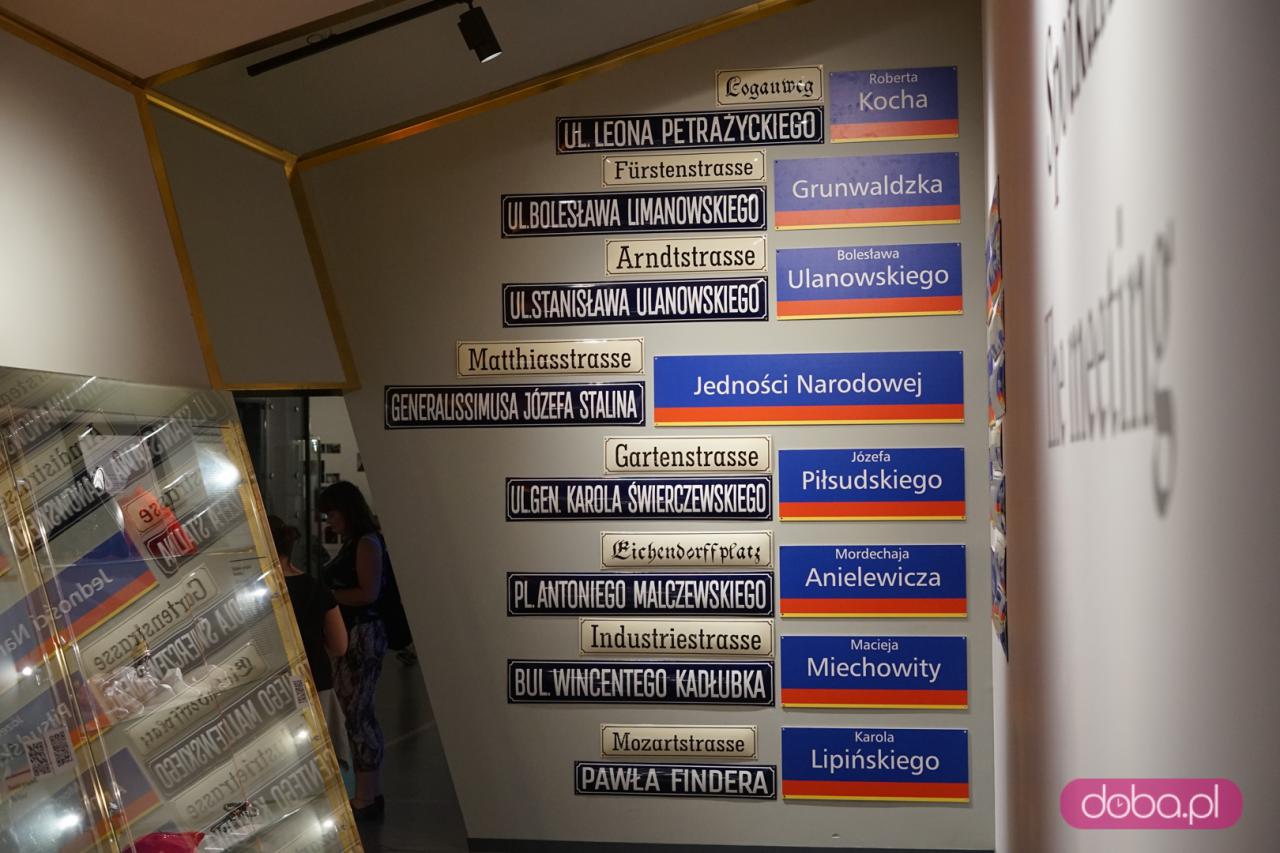 Loganweg
Roberta
Kocha
UL. LEONA PETRAŻYCKIEGO
Fürstenstrasse
Grunwaldzka
UL. BOLESŁAWA LIMANOWSKIEGO
Arndtstrasse
Bolesława
Ulanowskiego
UL. STANISŁAWA ULANOWSKIEGO
Matthiasstrasse
Jedności Narodowej
GENERALISSIMUSA JÓZEFA STALINA
Gartenstrasse
Józefa
Piłsudskiego
UL. GEN. KAROLA ŚWIERCZEWSKIEGO
Eichendorffplatz
Mordechaja
Anielewicza
PL. ANTONIEGO MALCZEWSKIEGO
Industriestrasse
Macieja
Miechowity
BUL. WINCENTEGO KADŁUBKA
Mozartstrasse
Karola
Lipińskiego
PAWŁA FINDERA
The meeting
doba.pl